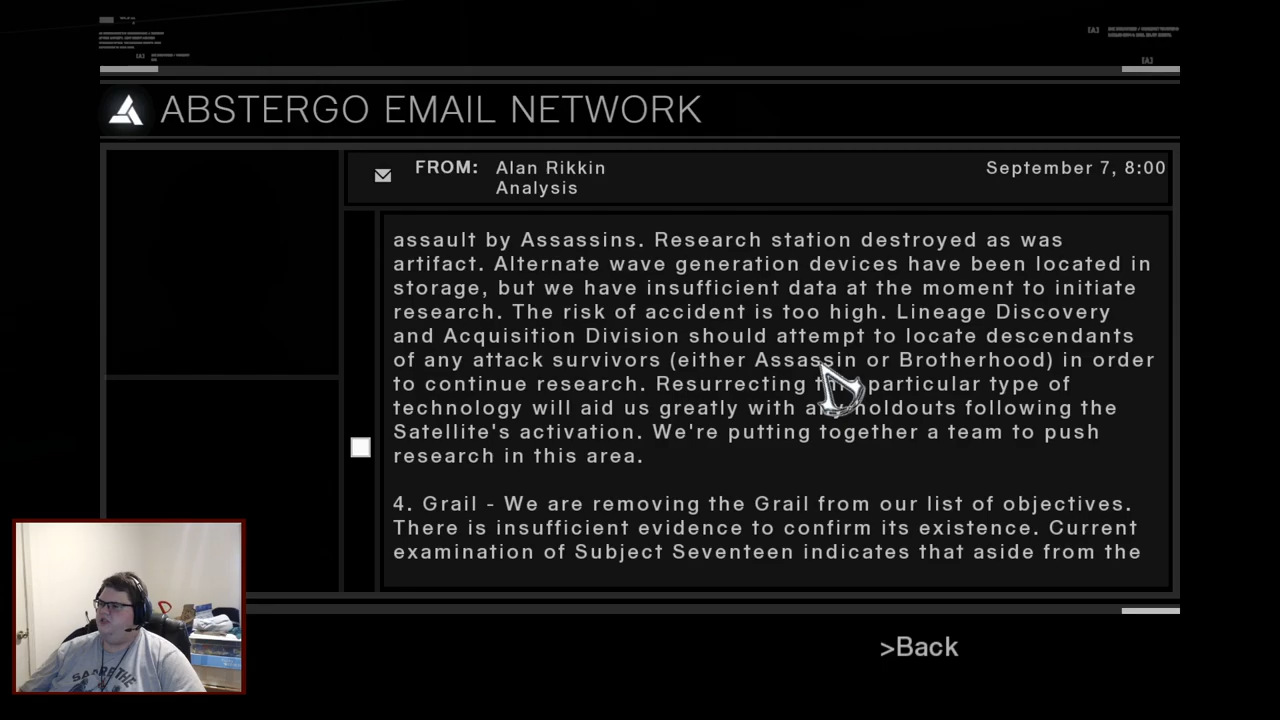 ABSTERGO EMAIL NETWORK
FROM: Alan Rikkin September 7, 8:00
Analysis
assault by Assassins. Research station destroyed as was
artifact. Alternate wave generation devices have been located in
storage, but we have insufficient data at the moment to initiate
research. The risk of accident is too high. Lineage Discovery
and Acquisition Division should attempt to locate descendants
of any attack survivors (either Assassin or Brotherhood) in order
to continue research. Resurrecting particular type of
technology will aid us greatly with holdouts following the
Satellite's activation. We're putting together a team to push
research in this area.
4. Grail - We are removing the Grail from our list of objectives.
There is insufficient evidence to confirm its existence. Current
examination of Subject Seventeen indicates that aside from the
>Back